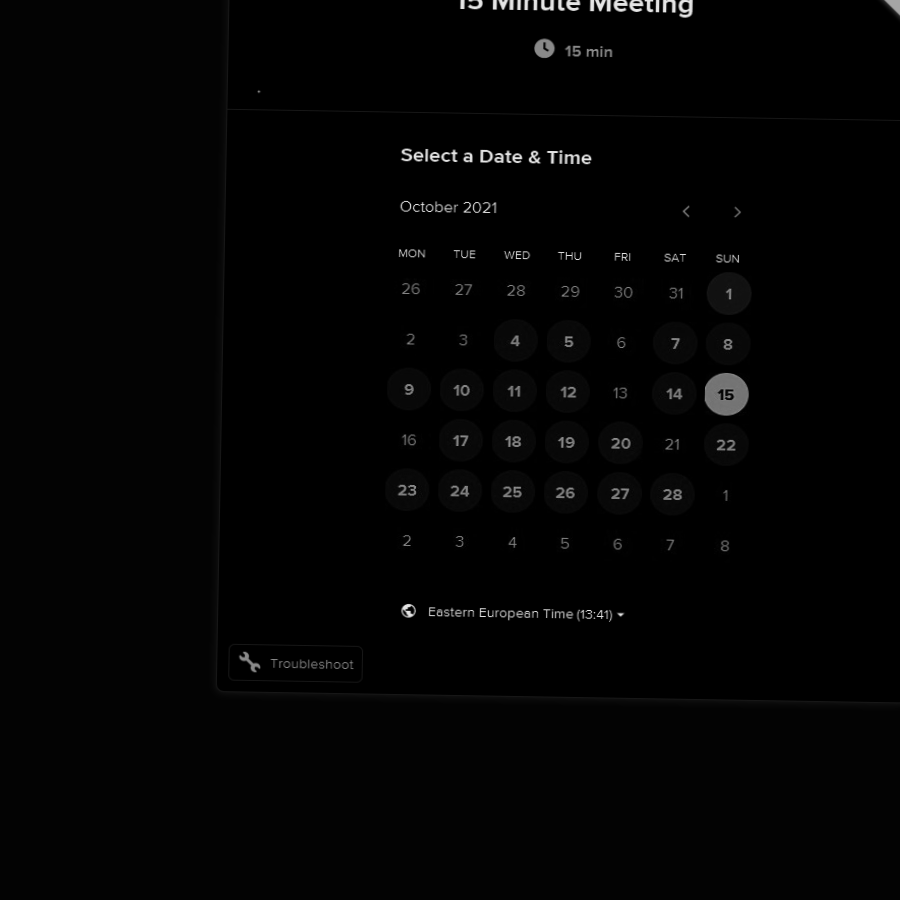 15 Minute Meeting
15 min
Select a Date & Time
October 2021
MON TUE WED THU FRI SAT SUN
26 27 28 29 30 31 1
2 3 4 5 6 7 8
9 10 11 12 13 14 15
16 17 18 19 20 21 22
23 24 25 26 27 28 1
2 3 4 5 6 7 8
Eastern European Time (13:41)
Troubleshoot